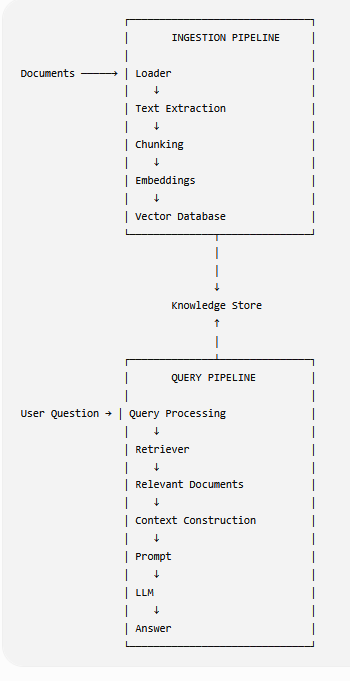 INGESTION PIPELINE
Documents ────→ Loader
↓
Text Extraction
↓
Chunking
↓
Embeddings
↓
Vector Database
↓
Knowledge Store
↑
QUERY PIPELINE
User Question → Query Processing
↓
Retriever
↓
Relevant Documents
↓
Context Construction
↓
Prompt
↓
LLM
↓
Answer